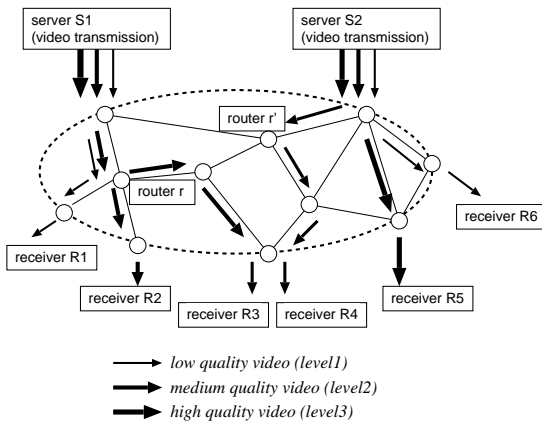 server S1
(video transmission)
server S2
(video transmission)
router r'
router r
receiver R1
receiver R2
receiver R3
receiver R4
receiver R5
receiver R6
low quality video (level1)
medium quality video (level2)
high quality video (level3)